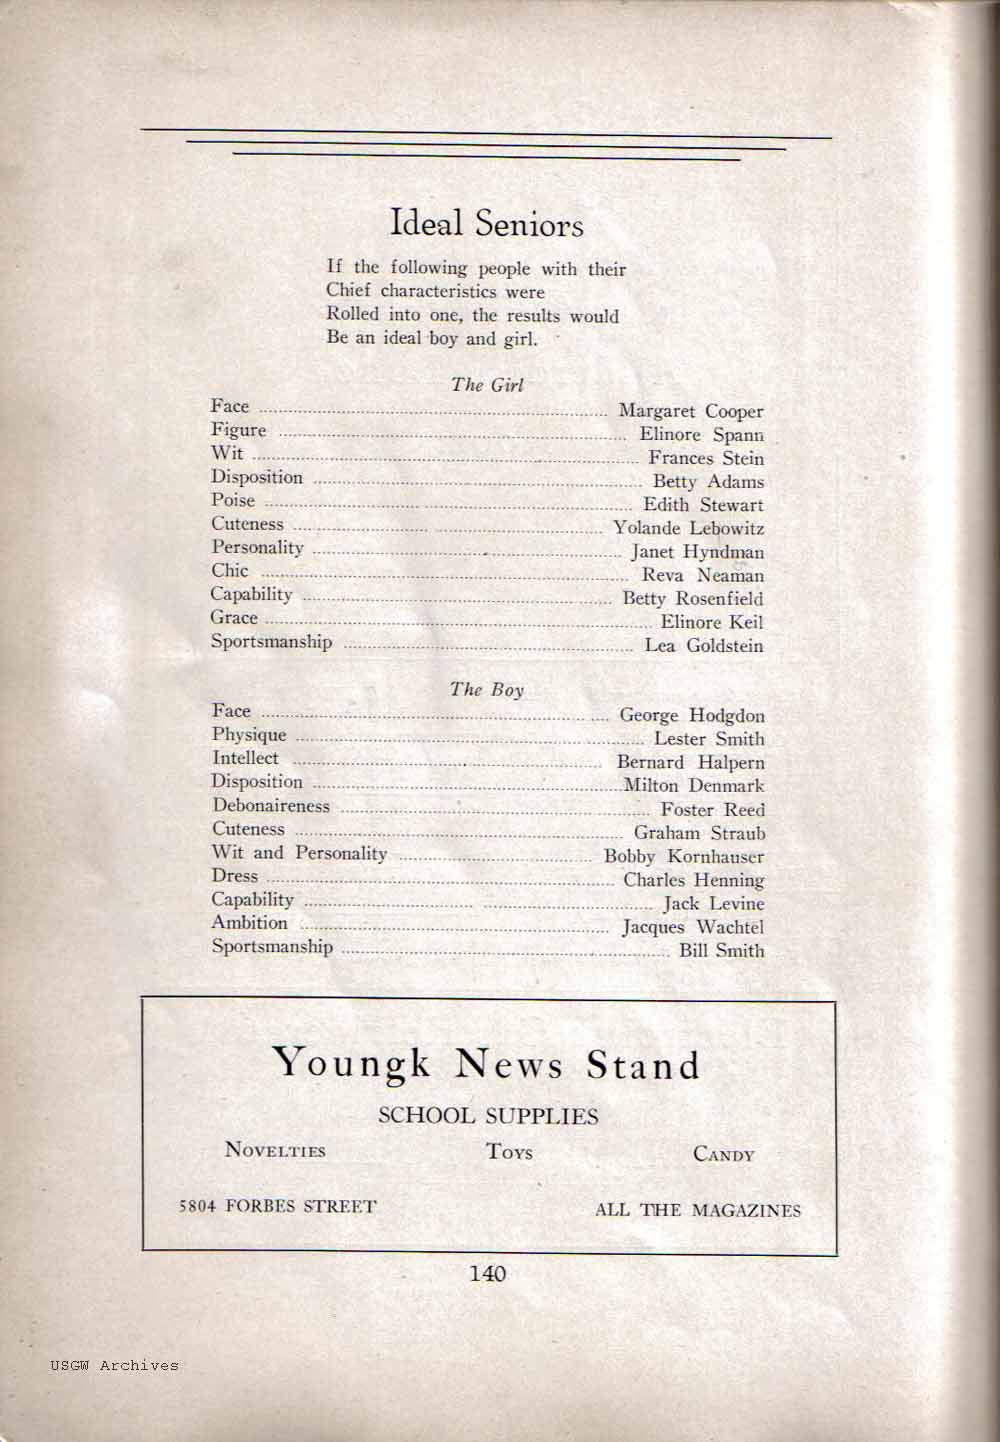 Ideal Seniors
If the following people with their
Chief characteristics were
Rolled into one, the results would
Be an ideal boy and girl.
The Girl
Face ........ Margaret Cooper
Figure ........ Elinore Spann
Wit ........ Frances Stein
Disposition ........ Betty Adams
Poise ........ Edith Stewart
Cuteness ........ Yolande Lebowitz
Personality ........ Janet Hyndman
Chic ........ Reva Neaman
Capability ........ Betty Rosenfield
Grace ........ Elinore Keil
Sportsmanship ........ Lea Goldstein
The Boy
Face ........ George Hodgdon
Physique ........ Lester Smith
Intellect ........ Bernard Halpern
Disposition ........ Milton Denmark
Debonaireness ........ Foster Reed
Cuteness ........ Graham Straub
Wit and Personality ........ Bobby Kornhauser
Dress ........ Charles Henning
Capability ........ Jack Levine
Ambition ........ Jacques Wachtel
Sportsmanship ........ Bill Smith
Youngk News Stand
SCHOOL SUPPLIES
NOVELTIES TOYS CANDY
5804 FORBES STREET ALL THE MAGAZINES
140
USGW Archives